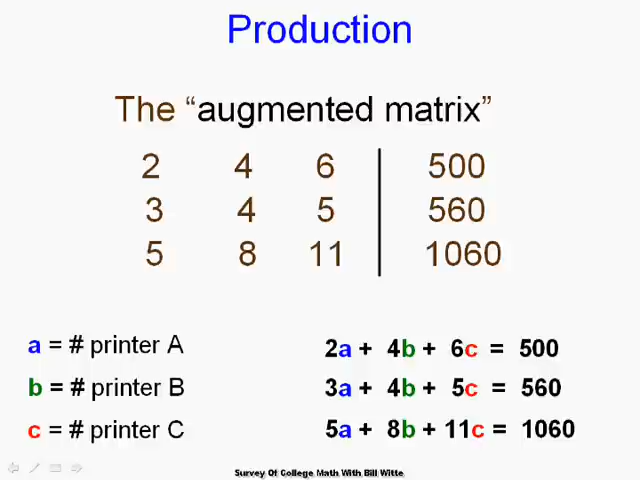 Production
The “augmented matrix”
2 4 6 | 500
3 4 5 | 560
5 8 11 | 1060
a = # printer A
b = # printer B
c = # printer C
2a + 4b + 6c = 500
3a + 4b + 5c = 560
5a + 8b + 11c = 1060
Survey Of College Math With Bill Witte